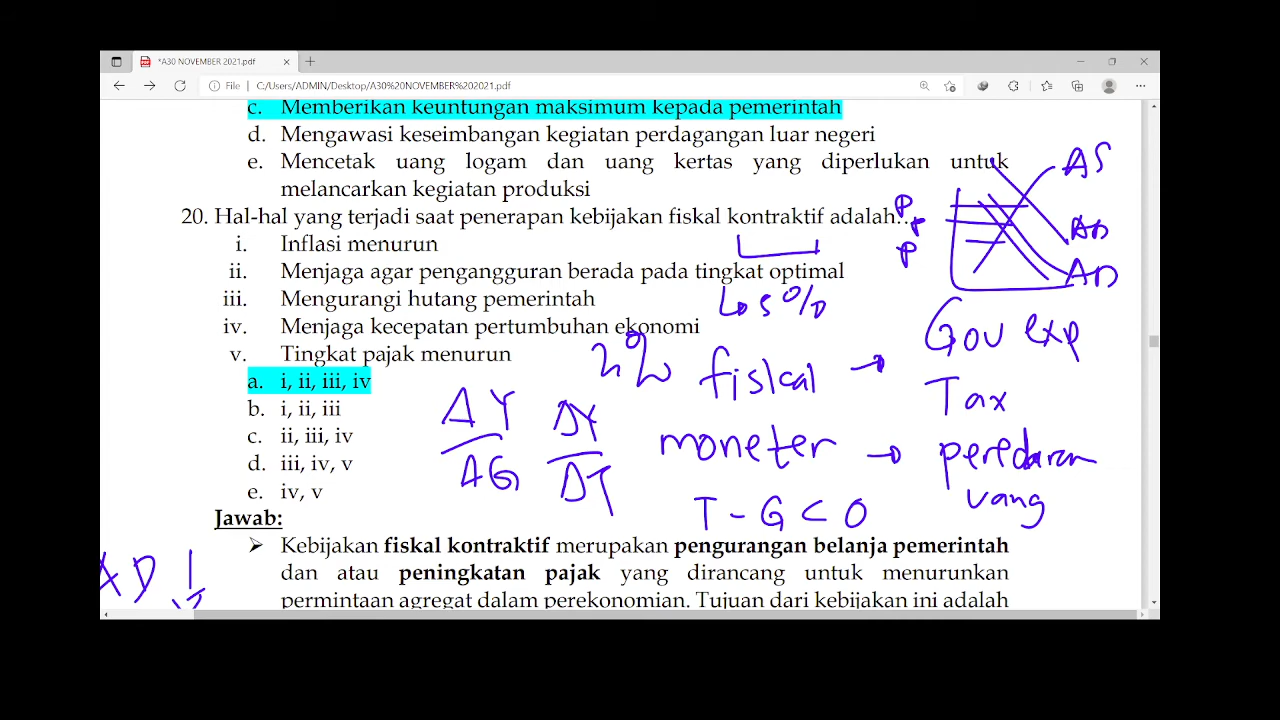 *A30 NOVEMBER 2021.pdf
File C:/Users/ADMIN/Desktop/A30%20NOVEMBER%202021.pdf
c. Memberikan keuntungan maksimum kepada pemerintah
d. Mengawasi keseimbangan kegiatan perdagangan luar negeri
e. Mencetak uang logam dan uang kertas yang diperlukan untuk
melancarkan kegiatan produksi
20. Hal-hal yang terjadi saat penerapan kebijakan fiskal kontraktif adalah…
i. Inflasi menurun
ii. Menjaga agar pengangguran berada pada tingkat optimal
iii. Mengurangi hutang pemerintah
iv. Menjaga kecepatan pertumbuhan ekonomi
v. Tingkat pajak menurun
a. i, ii, iii, iv
b. i, ii, iii
c. ii, iii, iv
d. iii, iv, v
e. iv, v
Jawab:
➤ Kebijakan fiskal kontraktif merupakan pengurangan belanja pemerintah
dan atau peningkatan pajak yang dirancang untuk menurunkan
permintaan agregat dalam perekonomian. Tujuan dari kebijakan ini adalah
AS
P
AD
P
AD
5%
Gov exp
fiskal →
Tax
ΔY ΔY
ΔG ΔT
moneter → peredaran
uang
T - G < 0
AD